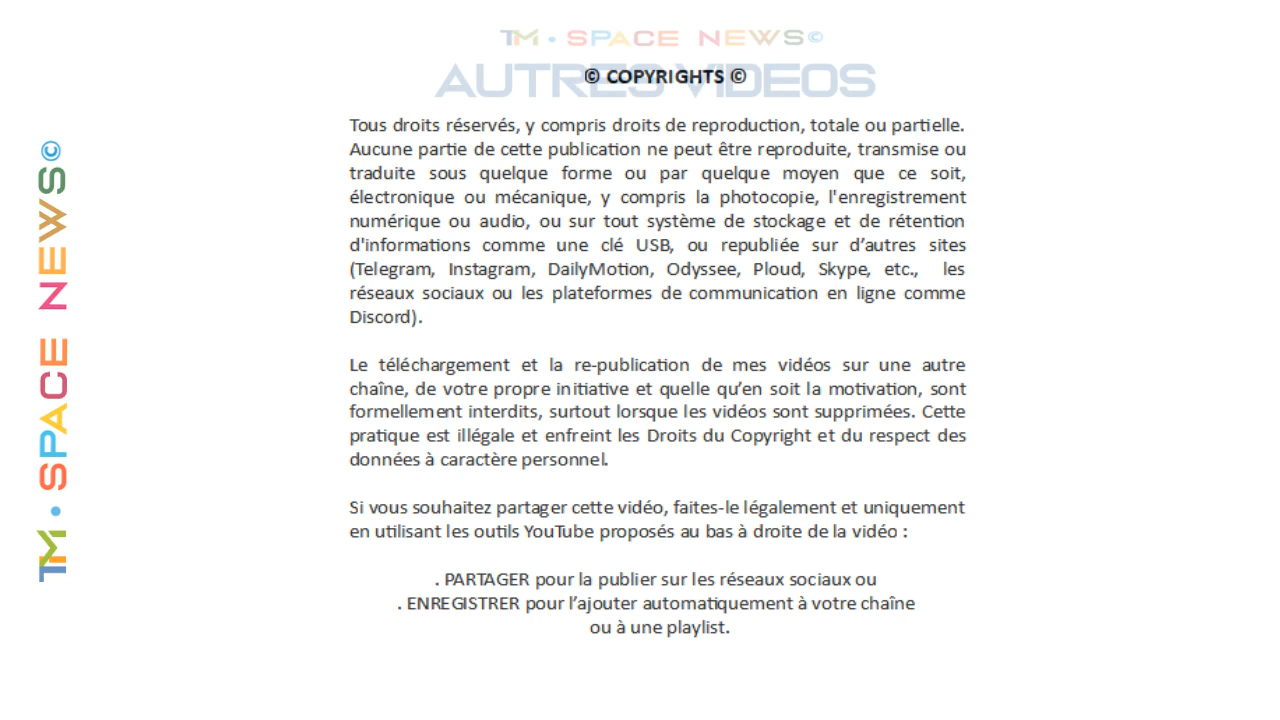 TM • SPACE NEWS©
AUTRES VIDEOS
© COPYRIGHTS ©
Tous droits réservés, y compris droits de reproduction, totale ou partielle.
Aucune partie de cette publication ne peut être reproduite, transmise ou
traduite sous quelque forme ou par quelque moyen que ce soit,
électronique ou mécanique, y compris la photocopie, l'enregistrement
numérique ou audio, ou sur tout système de stockage et de rétention
d'informations comme une clé USB, ou republiée sur d’autres sites
(Telegram, Instagram, DailyMotion, Odyssee, Ploud, Skype, etc., les
réseaux sociaux ou les plateformes de communication en ligne comme
Discord).
Le téléchargement et la re-publication de mes vidéos sur une autre
chaîne, de votre propre initiative et quelle qu’en soit la motivation, sont
formellement interdits, surtout lorsque les vidéos sont supprimées. Cette
pratique est illégale et enfreint les Droits du Copyright et du respect des
données à caractère personnel.
Si vous souhaitez partager cette vidéo, faites-le légalement et uniquement
en utilisant les outils YouTube proposés au bas à droite de la vidéo :
. PARTAGER pour la publier sur les réseaux sociaux ou
. ENREGISTRER pour l’ajouter automatiquement à votre chaîne
ou à une playlist.
TM • SPACE NEWS©